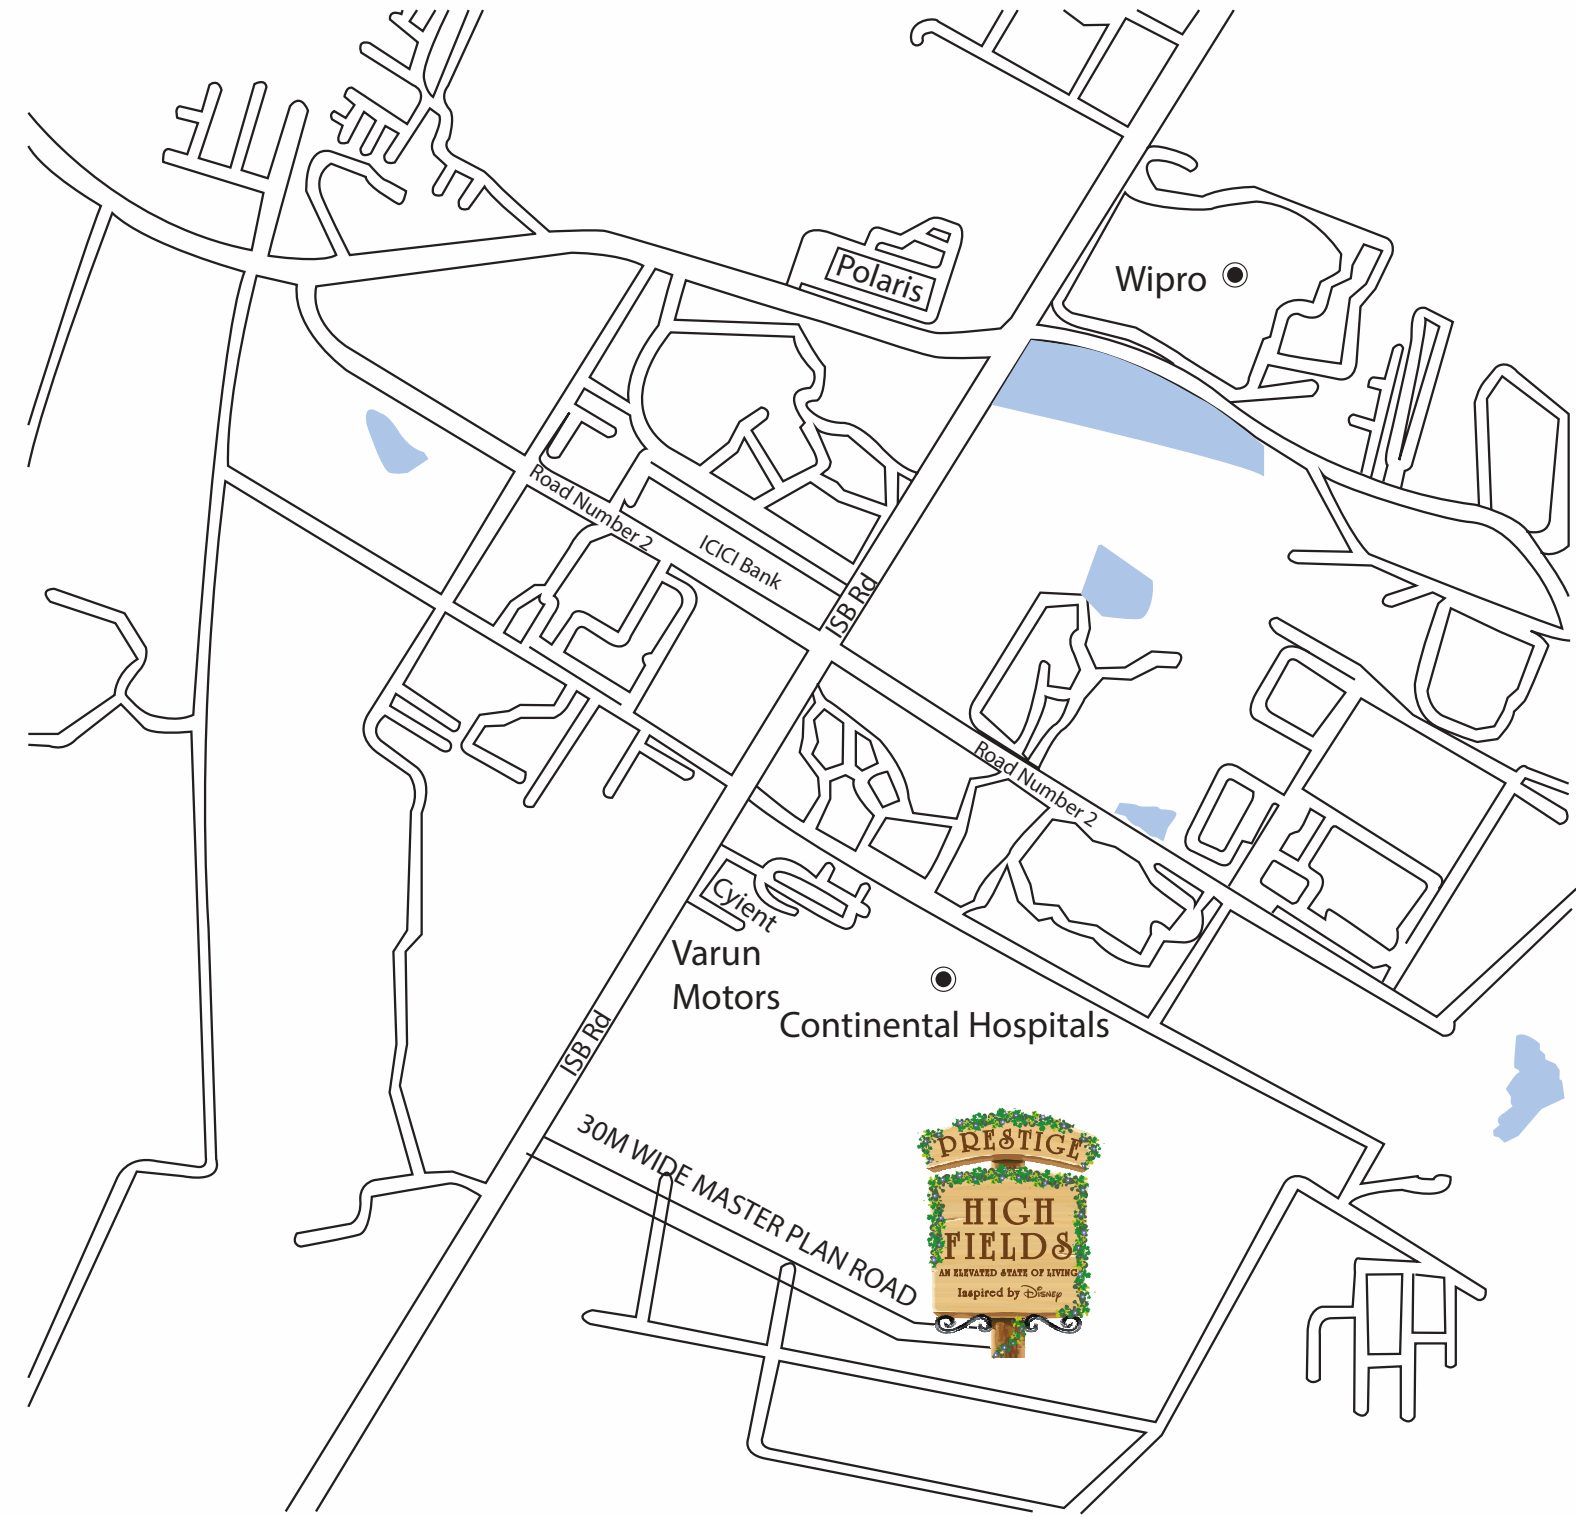 Polaris
Wipro
Road Number 2
ICICI Bank
ISB Rd
Road Number 2
Cyient
Varun
Motors
Continental Hospitals
ISB Rd
30M WIDE MASTER PLAN ROAD
PRESTIGE
HIGH
FIELDS
AN ELEVATED STATE OF LIVING
Inspired by Disney